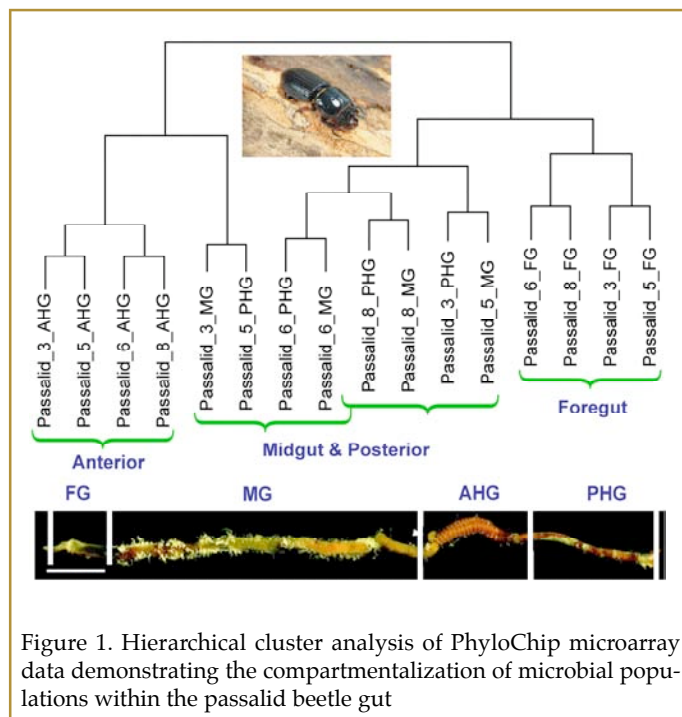 Passalid_3_AHG
Passalid_5_AHG
Passalid_6_AHG
Passalid_8_AHG
Passalid_3_MG
Passalid_5_PHG
Passalid_6_PHG
Passalid_6_MG
Passalid_8_PHG
Passalid_8_MG
Passalid_3_PHG
Passalid_5_MG
Passalid_6_FG
Passalid_8_FG
Passalid_3_FG
Passalid_5_FG
Anterior
Midgut & Posterior
Foregut
FG
MG
AHG
PHG
Figure 1. Hierarchical cluster analysis of PhyloChip microarray
data demonstrating the compartmentalization of microbial popu-
lations within the passalid beetle gut